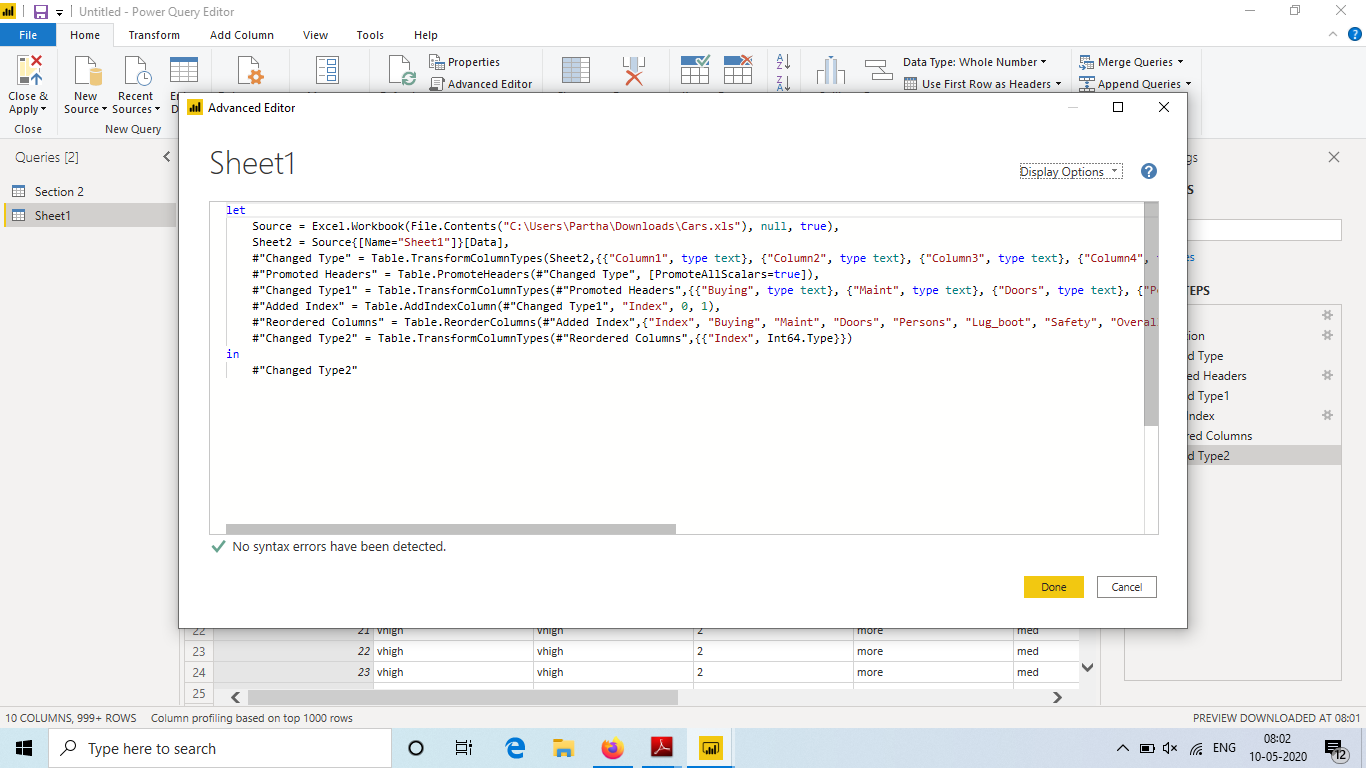 Untitled - Power Query Editor
File Home Transform Add Column View Tools Help
Close & Apply
New Source
Recent Sources
Properties
Advanced Editor
Data Type: Whole Number
Use First Row as Headers
Merge Queries
Append Queries
Close
New Query
Queries [2]
Section 2
Sheet1
Advanced Editor
Sheet1
Display Options
let
Source = Excel.Workbook(File.Contents("C:\Users\Partha\Downloads\Cars.xls"), null, true),
Sheet2 = Source{[Name="Sheet1"]}[Data],
#"Changed Type" = Table.TransformColumnTypes(Sheet2,{{"Column1", type text}, {"Column2", type text}, {"Column3", type text}, {"Column4",
#"Promoted Headers" = Table.PromoteHeaders(#"Changed Type", [PromoteAllScalars=true]),
#"Changed Type1" = Table.TransformColumnTypes(#"Promoted Headers",{{"Buying", type text}, {"Maint", type text}, {"Doors", type text}, {"P
#"Added Index" = Table.AddIndexColumn(#"Changed Type1", "Index", 0, 1),
#"Reordered Columns" = Table.ReorderColumns(#"Added Index",{"Index", "Buying", "Maint", "Doors", "Persons", "Lug_boot", "Safety", "Overal
#"Changed Type2" = Table.TransformColumnTypes(#"Reordered Columns",{{"Index", Int64.Type}})
in
#"Changed Type2"
No syntax errors have been detected.
Done Cancel
gs
S
es
TEPS
ion
d Type
ed Headers
d Type1
ndex
red Columns
d Type2
22 21 vhigh vhigh 2 more med
23 22 vhigh vhigh 2 more med
24 23 vhigh vhigh 2 more med
25
10 COLUMNS, 999+ ROWS Column profiling based on top 1000 rows PREVIEW DOWNLOADED AT 08:01
Type here to search
ENG
08:02
10-05-2020
12